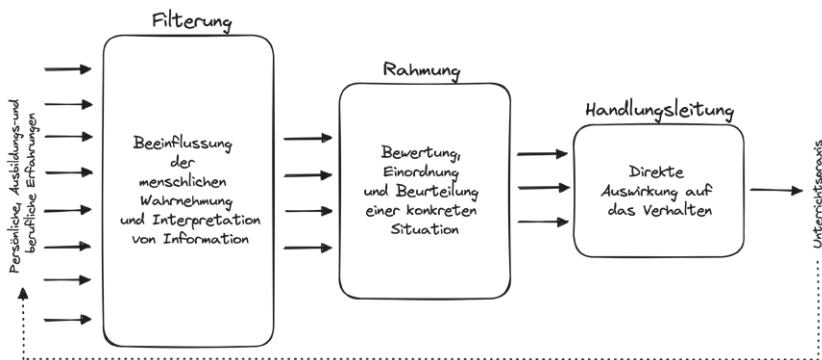 Filterung
Rahmung
Handlungsleitung
Persönliche, Ausbildungs-und
berufliche Erfahrungen
Beeinflussung
der
menschlichen
Wahrnehmung
und Interpretation
von Information
Bewertung,
Einordnung
und Beurteilung
einer konkreten
Situation
Direkte
Auswirkung auf
das Verhalten
Unterrichtspraxis